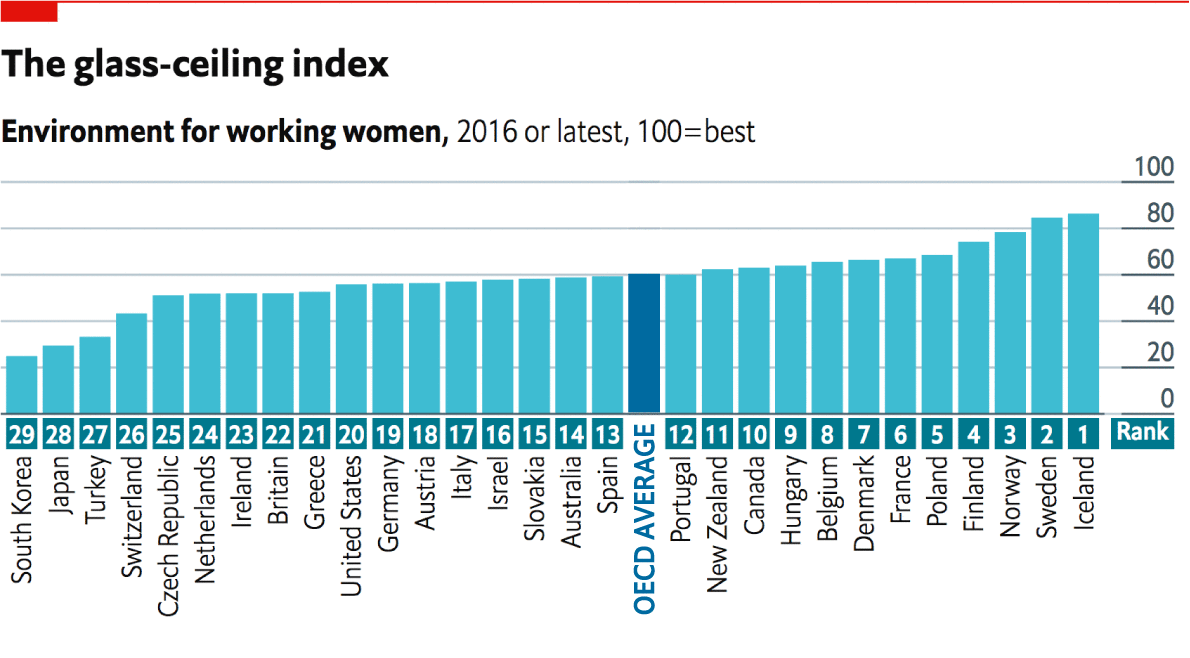 The glass-ceiling index
Environment for working women, 2016 or latest, 100=best
100
80
60
40
20
0
29 28 27 26 25 24 23 22 21 20 19 18 17 16 15 14 13 12 11 10 9 8 7 6 5 4 3 2 1 Rank
South Korea
Japan
Turkey
Switzerland
Czech Republic
Netherlands
Ireland
Britain
Greece
United States
Germany
Austria
Italy
Israel
Slovakia
Australia
Spain
OECD AVERAGE
Portugal
New Zealand
Canada
Hungary
Belgium
Denmark
France
Poland
Finland
Norway
Sweden
Iceland